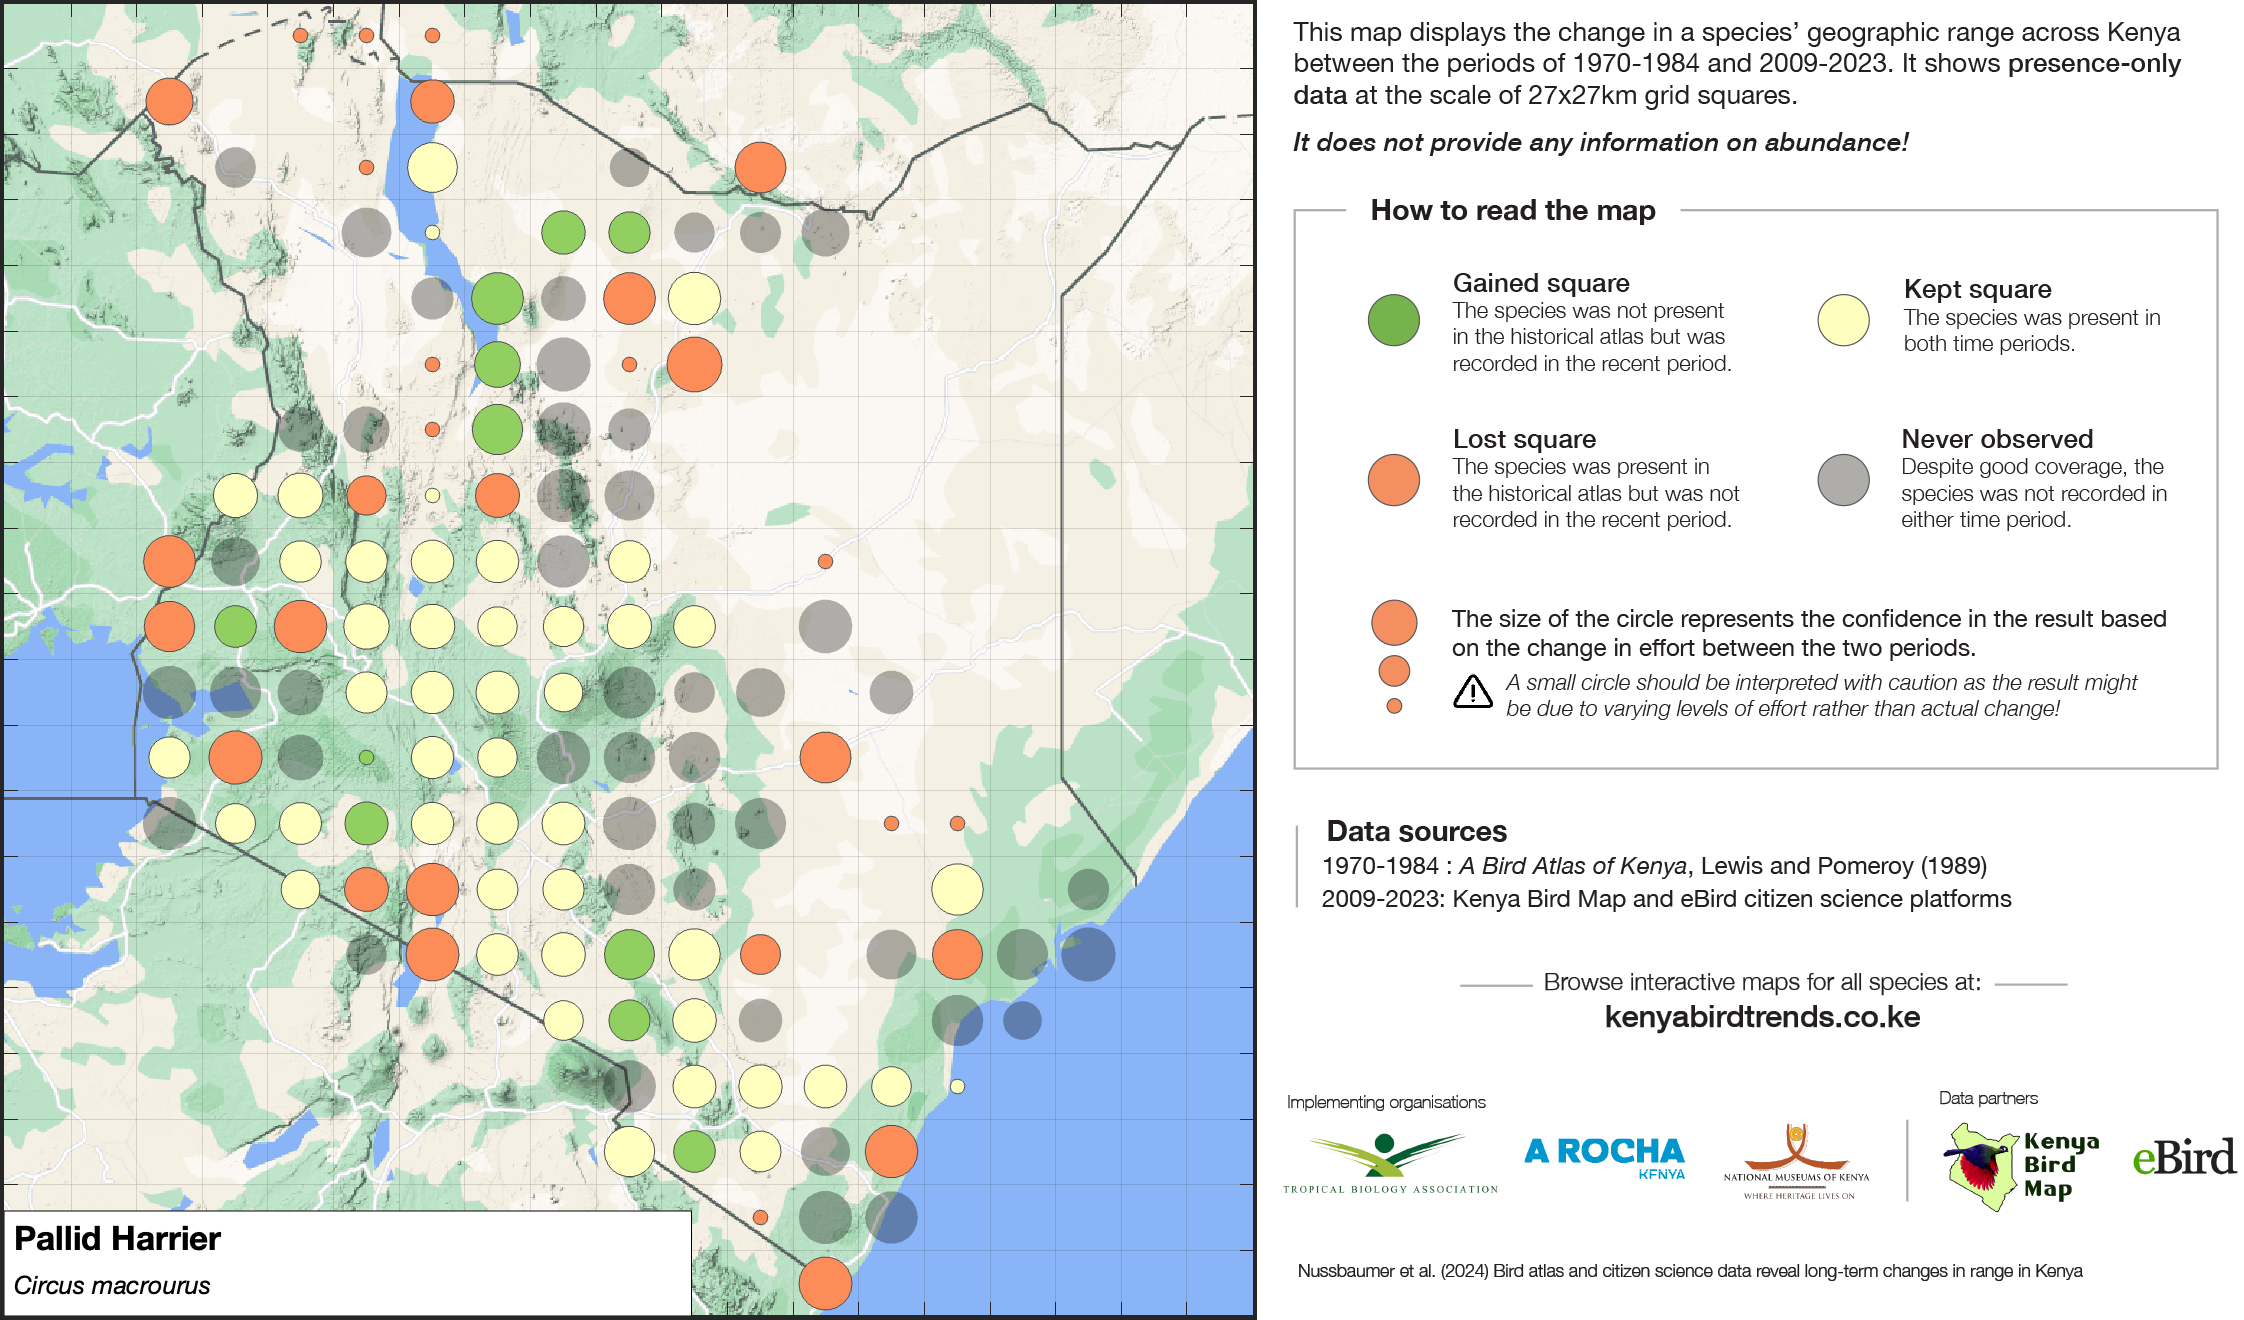 This map displays the change in a species’ geographic range across Kenya
between the periods of 1970-1984 and 2009-2023. It shows presence-only
data at the scale of 27x27km grid squares.
It does not provide any information on abundance!
How to read the map
Gained square
The species was not present
in the historical atlas but was
recorded in the recent period.
Kept square
The species was present in
both time periods.
Lost square
The species was present in
the historical atlas but was not
recorded in the recent period.
Never observed
Despite good coverage, the
species was not recorded in
either time period.
The size of the circle represents the confidence in the result based
on the change in effort between the two periods.
A small circle should be interpreted with caution as the result might
be due to varying levels of effort rather than actual change!
Data sources
1970-1984 : A Bird Atlas of Kenya, Lewis and Pomeroy (1989)
2009-2023: Kenya Bird Map and eBird citizen science platforms
Browse interactive maps for all species at:
kenyabirdtrends.co.ke
Implementing organisations
Data partners
TROPICAL BIOLOGY ASSOCIATION
A ROCHA
KENYA
NATIONAL MUSEUMS OF KENYA
WHERE HERITAGE LIVES ON
Kenya
Bird
Map
eBird
Pallid Harrier
Circus macrourus
Nussbaumer et al. (2024) Bird atlas and citizen science data reveal long-term changes in range in Kenya